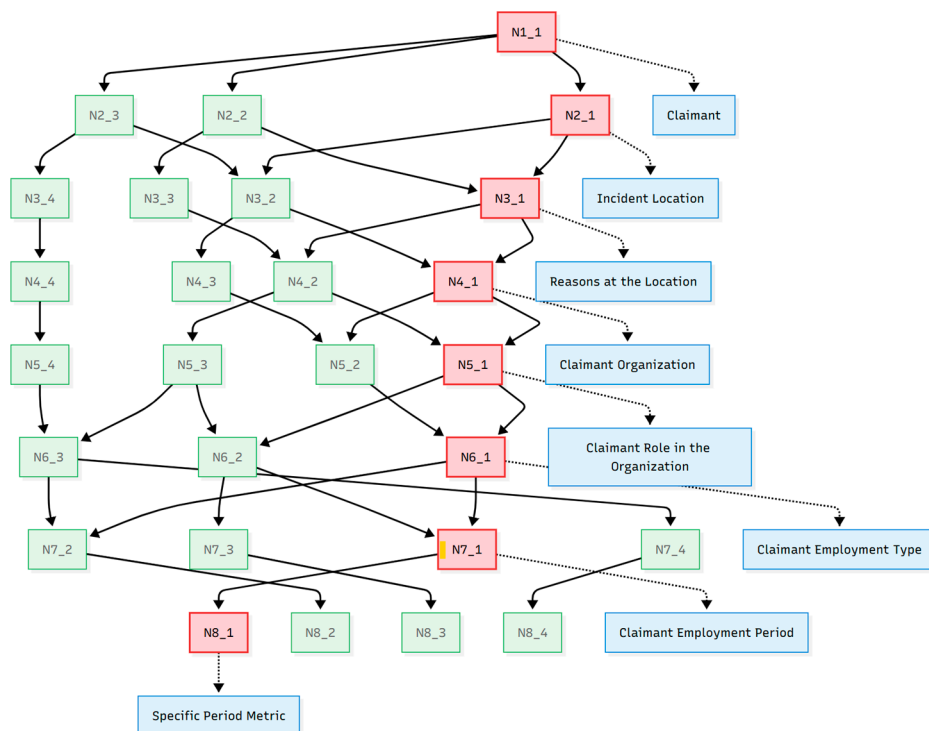 N1_1
N2_3
N2_2
N2_1
Claimant
N3_4
N3_3
N3_2
N3_1
Incident Location
N4_4
N4_3
N4_2
N4_1
Reasons at the Location
N5_4
N5_3
N5_2
N5_1
Claimant Organization
N6_3
N6_2
N6_1
Claimant Role in the
Organization
N7_2
N7_3
N7_1
N7_4
Claimant Employment Type
N8_1
N8_2
N8_3
N8_4
Claimant Employment Period
Specific Period Metric